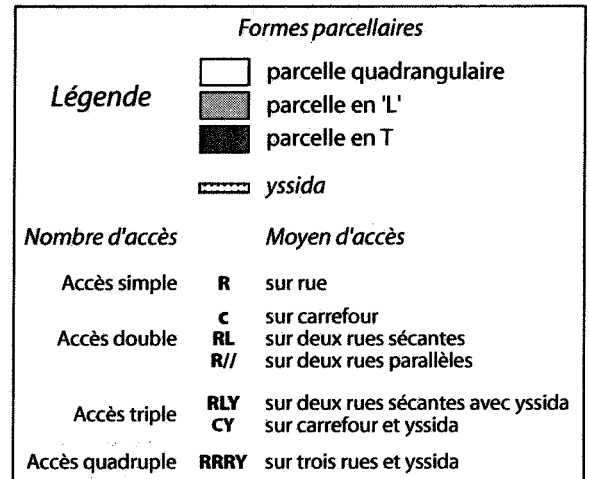 Formes parcellaires
Légende
parcelle quadrangulaire
parcelle en 'L'
parcelle en T
yssida
Nombre d'accès Moyen d'accès
Accès simple R sur rue
c sur carrefour
Accès double RL sur deux rues sécantes
R// sur deux rues parallèles
Accès triple RLY sur deux rues sécantes avec yssida
CY sur carrefour et yssida
Accès quadruple RRRY sur trois rues et yssida